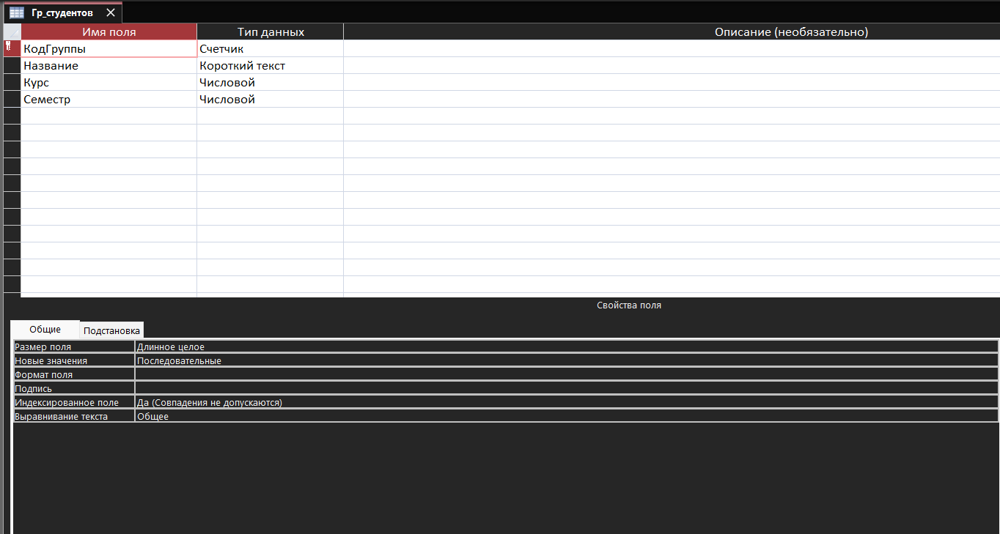 Гр_студентов
Имя поля Тип данных Описание (необязательно)
КодГруппы Счетчик
Название Короткий текст
Курс Числовой
Семестр Числовой
Свойства поля
Общие Подстановка
Размер поля Длинное целое
Новые значения Последовательные
Формат поля
Подпись
Индексированное поле Да (Совпадения не допускаются)
Выравнивание текста Общее